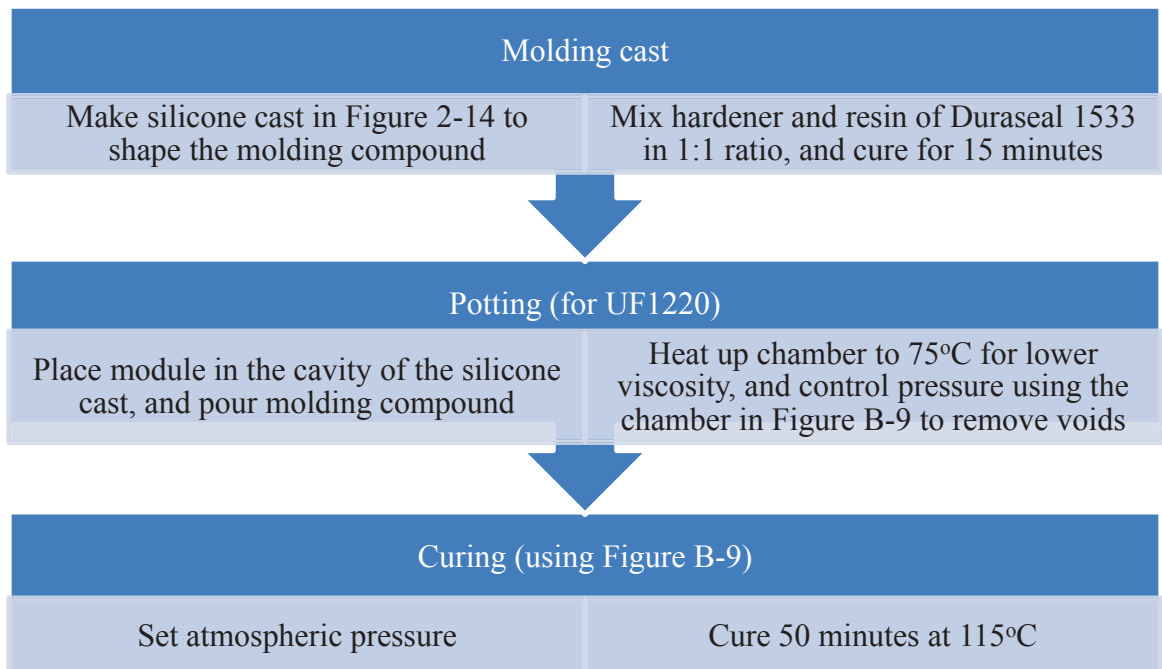 Molding cast
Make silicone cast in Figure 2-14 to
shape the molding compound
Mix hardener and resin of Duraseal 1533
in 1:1 ratio, and cure for 15 minutes
Potting (for UF1220)
Place module in the cavity of the silicone
cast, and pour molding compound
Heat up chamber to 75°C for lower
viscosity, and control pressure using the
chamber in Figure B-9 to remove voids
Curing (using Figure B-9)
Set atmospheric pressure
Cure 50 minutes at 115°C